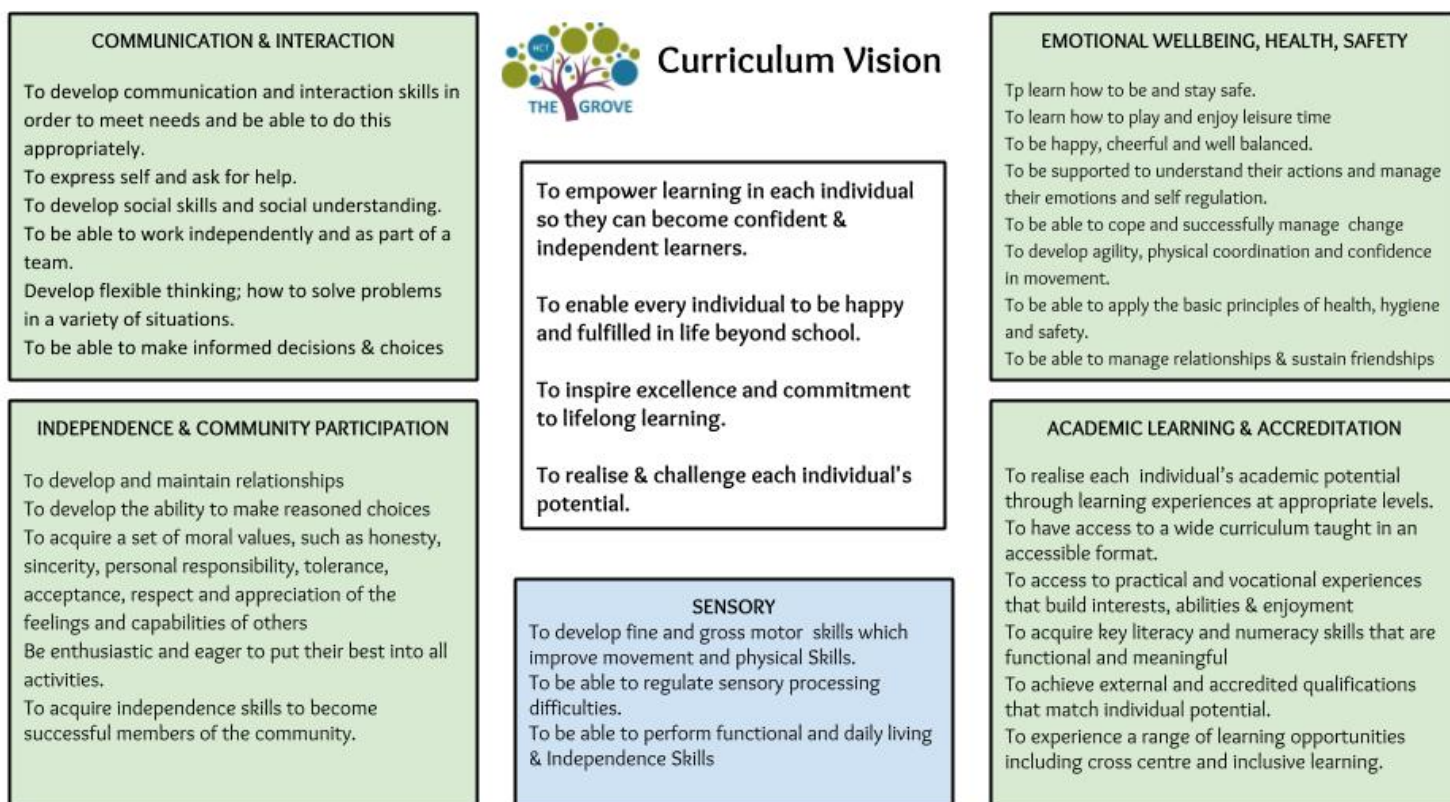 COMMUNICATION & INTERACTION
To develop communication and interaction skills in
order to meet needs and be able to do this
appropriately.
To express self and ask for help.
To develop social skills and social understanding.
To be able to work independently and as part of a
team.
Develop flexible thinking; how to solve problems
in a variety of situations.
To be able to make informed decisions & choices
HCT
THE GROVE
Curriculum Vision
To empower learning in each individual
so they can become confident &
independent learners.
To enable every individual to be happy
and fulfilled in life beyond school.
To inspire excellence and commitment
to lifelong learning.
To realise & challenge each individual's
potential.
EMOTIONAL WELLBEING, HEALTH, SAFETY
Tp learn how to be and stay safe.
To learn how to play and enjoy leisure time
To be happy, cheerful and well balanced.
To be supported to understand their actions and manage
their emotions and self regulation.
To be able to cope and successfully manage change
To develop agility, physical coordination and confidence
in movement.
To be able to apply the basic principles of health, hygiene
and safety.
To be able to manage relationships & sustain friendships
INDEPENDENCE & COMMUNITY PARTICIPATION
To develop and maintain relationships
To develop the ability to make reasoned choices
To acquire a set of moral values, such as honesty,
sincerity, personal responsibility, tolerance,
acceptance, respect and appreciation of the
feelings and capabilities of others
Be enthusiastic and eager to put their best into all
activities.
To acquire independence skills to become
successful members of the community.
SENSORY
To develop fine and gross motor skills which
improve movement and physical Skills.
To be able to regulate sensory processing
difficulties.
To be able to perform functional and daily living
& Independence Skills
ACADEMIC LEARNING & ACCREDITATION
To realise each individual's academic potential
through learning experiences at appropriate levels.
To have access to a wide curriculum taught in an
accessible format.
To access to practical and vocational experiences
that build interests, abilities & enjoyment
To acquire key literacy and numeracy skills that are
functional and meaningful
To achieve external and accredited qualifications
that match individual potential.
To experience a range of learning opportunities
including cross centre and inclusive learning.